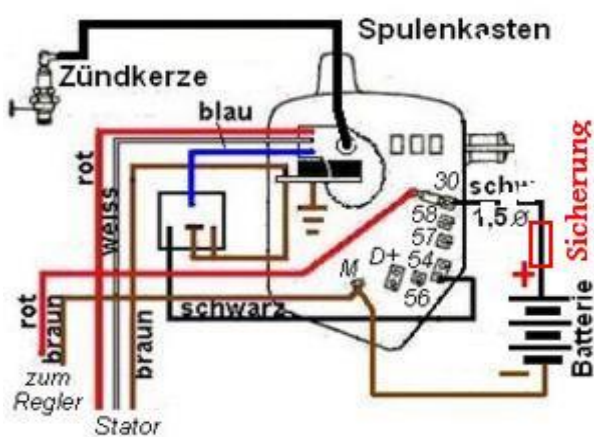 Spulenkasten
Zündkerze
blau
rot
weiss
30
schw
1,5Ø
58
57
54
D+
56
M
Sicherung
+
Batterie
schwarz
rot
braun
braun
zum
Regler
Stator